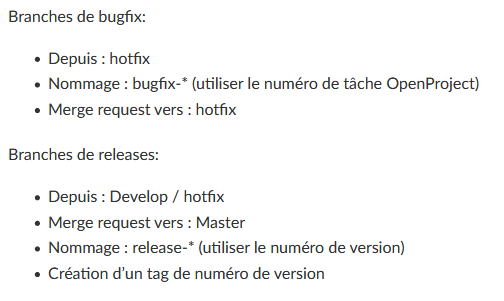 Branches de bugfix:
• Depuis : hotfix
• Nommage : bugfix-* (utiliser le numéro de tâche OpenProject)
• Merge request vers : hotfix
Branches de releases:
• Depuis : Develop / hotfix
• Merge request vers : Master
• Nommage : release-* (utiliser le numéro de version)
• Création d’un tag de numéro de version